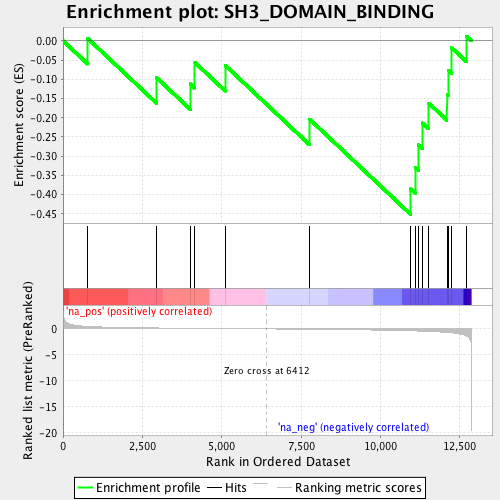 Enrichment plot: SH3_DOMAIN_BINDING
Enrichment score (ES)
0.00
-0.05
-0.10
-0.15
-0.20
-0.25
-0.30
-0.35
-0.40
-0.45
'na_pos' (positively correlated)
Ranked list metric (PreRanked)
0
-5
-10
-15
-20
Zero cross at 6412
'na_neg' (negatively correlated)
0
2,500
5,000
7,500
10,000
12,500
Rank in Ordered Dataset
Enrichment profile
Hits
Ranking metric scores